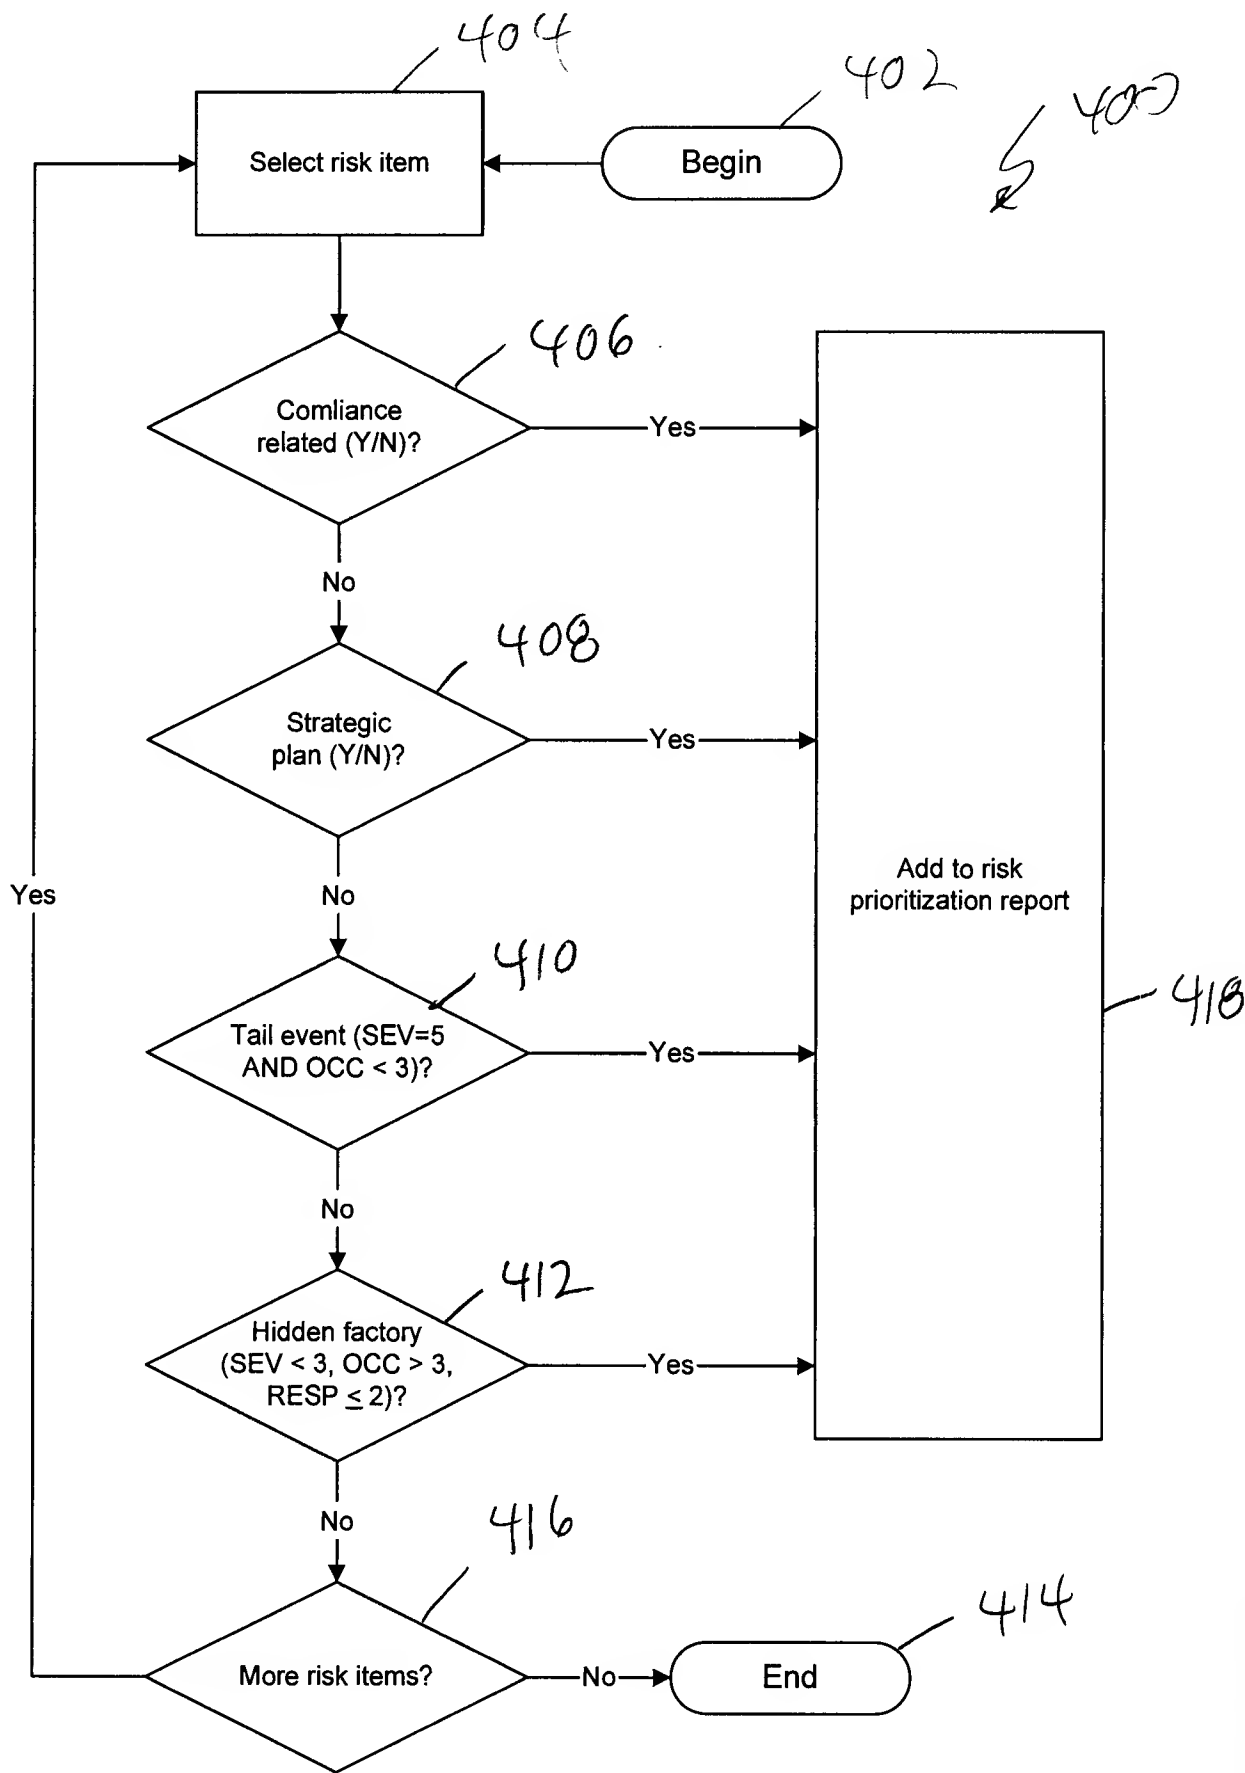 404
402
400
Select risk item
Begin
406
Comliance
related (Y/N)?
Yes
No
408
Strategic
plan (Y/N)?
Yes
Add to risk
prioritization report
Yes
No
410
418
Tail event (SEV=5
AND OCC < 3)?
Yes
No
412
Hidden factory
(SEV < 3, OCC > 3,
RESP ≤ 2)?
Yes
No
416
414
More risk items?
No
End